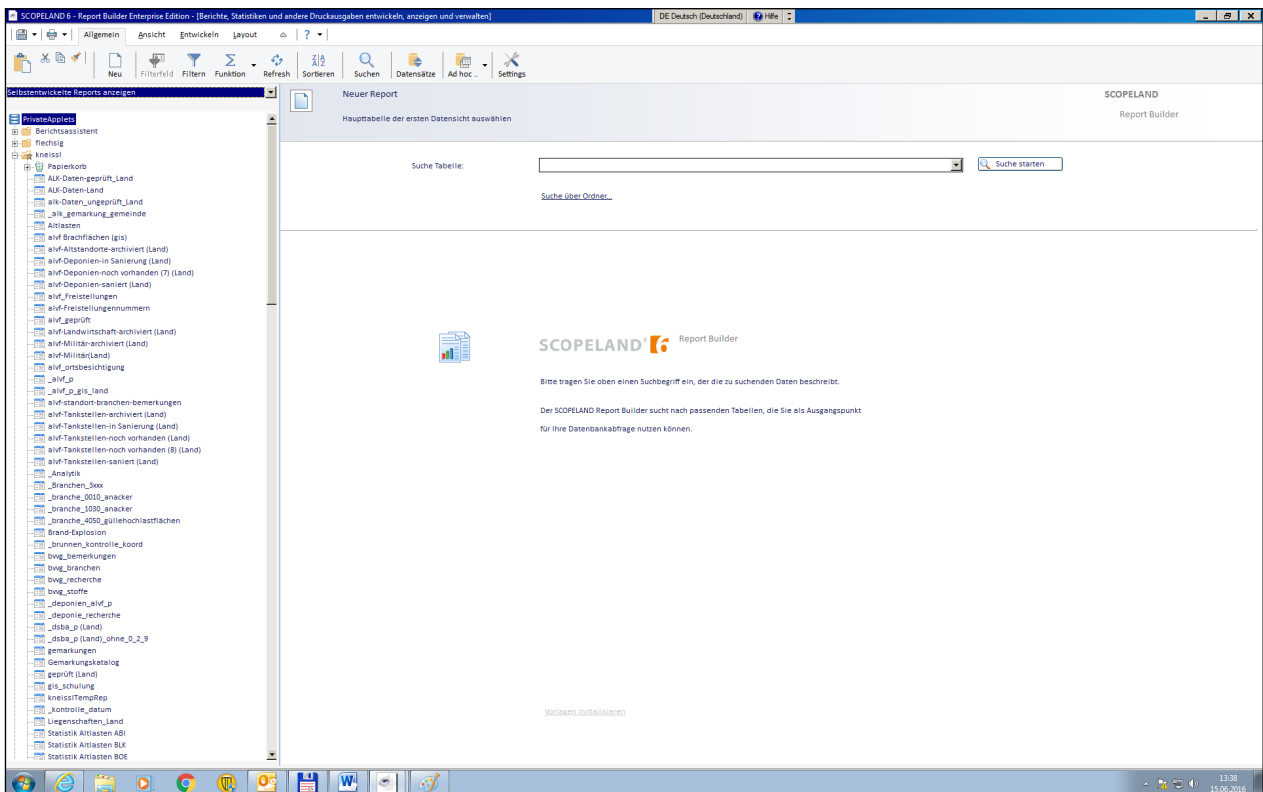 SCOPELAND 6 - Report Builder Enterprise Edition - [Berichte, Statistiken und andere Druckausgaben entwickeln, anzeigen und verwalten]
DE Deutsch (Deutschland)
Hilfe
Allgemein Ansicht Entwickeln Layout ?
Neu Filterfeld Filtern Funktion Refresh Sortieren Suchen Datensätze Ad hoc .. Settings
Selbstentwickelte Reports anzeigen
Neuer Report
SCOPELAND
Haupttabelle der ersten Datensicht auswählen
Report Builder
Suche Tabelle:
Suche starten
Suche über Ordner...
PrivateApplets
Berichtsassistent
flechsig
kneissl
Papierkorb
ALK-Daten-geprüft_Land
ALK-Daten-Land
alk-Daten_ungeprüft_Land
_alk_gemarkung_gemeinde
Altlasten
alvf Brachflächen (gis)
alvf-Altstandorte-archiviert (Land)
alvf-Deponien-in Sanierung (Land)
alvf-Deponien-noch vorhanden (7) (Land)
alvf-Deponien-saniert (Land)
alvf_Freistellungen
alvf-Freistellungennummern
alvf_geprüft
alvf-Landwirtschaft-archiviert (Land)
alvf-Militär-archiviert (Land)
alvf-Militär(Land)
alvf_ortsbesichtigung
_alvf_p
_alvf_p_gis_land
alvf-standort-branchen-bemerkungen
alvf-Tankstellen-archiviert (Land)
alvf-Tankstellen-in Sanierung (Land)
alvf-Tankstellen-noch vorhanden (Land)
alvf-Tankstellen-noch vorhanden (8) (Land)
alvf-Tankstellen-saniert (Land)
_Analytik
_Branchen_3xxx
_branche_0010_anacker
_branche_1030_anacker
_branche_4050_güllehochlastflächen
Brand-Explosion
_brunnen_kontrolle_koord
bvvg_bemerkungen
bvvg_branchen
bvvg_recherche
bvvg_stoffe
_deponien_alvf_p
_deponie_recherche
_dsba_p (Land)
_dsba_p (Land)_ohne_0_2_9
gemarkungen
Gemarkungskatalog
geprüft (Land)
gis_schulung
kneisslTempRep
_kontrolle_datum
Liegenschaften_Land
Statistik Altlasten ABI
Statistik Altlasten BLK
Statistik Altlasten BOE
SCOPELAND® 6 Report Builder
Bitte tragen Sie oben einen Suchbegriff ein, der die zu suchenden Daten beschreibt.
Der SCOPELAND Report Builder sucht nach passenden Tabellen, die Sie als Ausgangspunkt
für Ihre Datenbankabfrage nutzen können.
Vorlagen initialisieren
13:38
15.06.2016